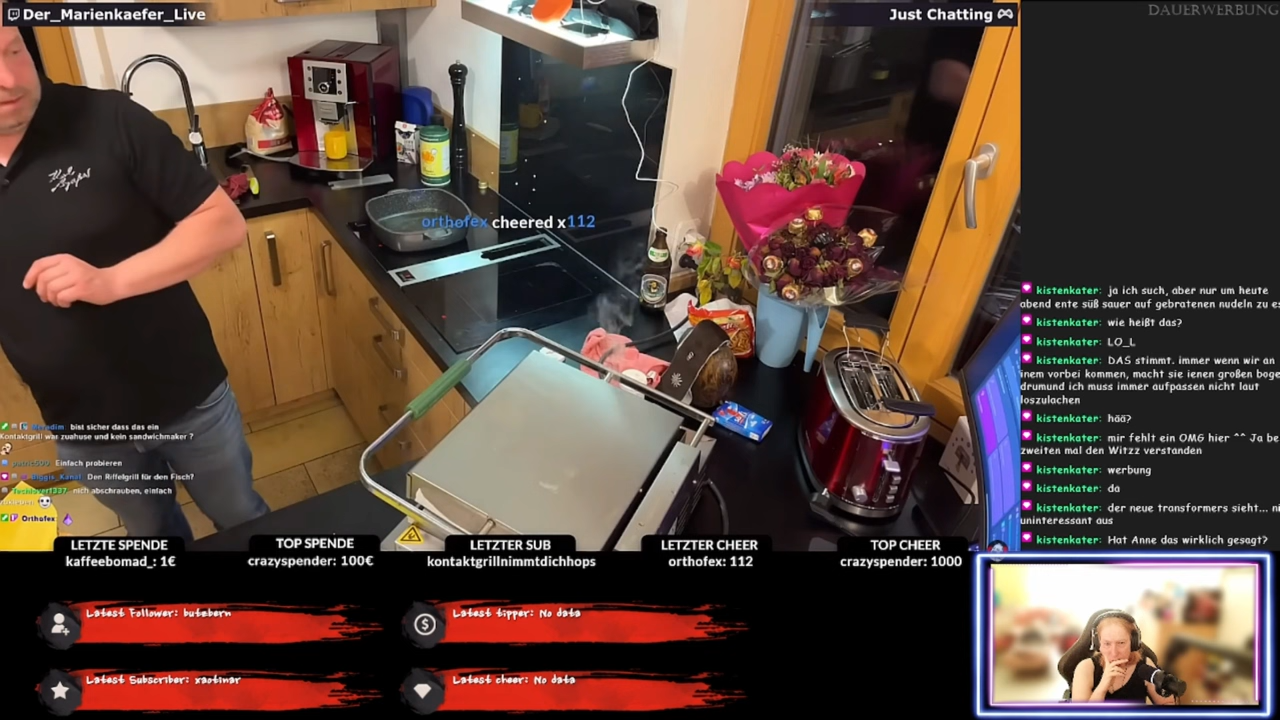 Der_Marienkaefer_Live
Just Chatting
DAUERWERBUNG
orthofex cheered x112
bist sicher dass das ein
Kontaktgrill was zuhause und kein sandwichmaker ?
Einfach probieren
Den Riffelgrill für den Fisch?
nich abschrauben, einfach
Orthofex
kistenkater: ja ich such, aber nur um heute
abend ente süß sauer auf gebratenen nudeln zu es
kistenkater: wie heißt das?
kistenkater: LO_L
kistenkater: DAS stimmt. immer wenn wir an
inem vorbei kommen, macht sie ienen großen boge
drumund ich muss immer aufpassen nicht laut
loszulachen
kistenkater: hää?
kistenkater: mir fehlt ein OMG hier ^^ Ja be
zweiten mal den Witzz verstanden
kistenkater: werbung
kistenkater: da
kistenkater: der neue transformers sieht... ni
uninteressant aus
kistenkater: Hat Anne das wirklich gesagt?
LETZTE SPENDE
kaffeebomad_: 1€
TOP SPENDE
crazyspender: 100€
LETZTER SUB
kontaktgrillnimmtdichhops
LETZTER CHEER
orthofex: 112
TOP CHEER
crazyspender: 1000
Latest Follower: butzbern
Latest tipper: No data
Latest Subscriber: xaotinar
Latest cheer: No data